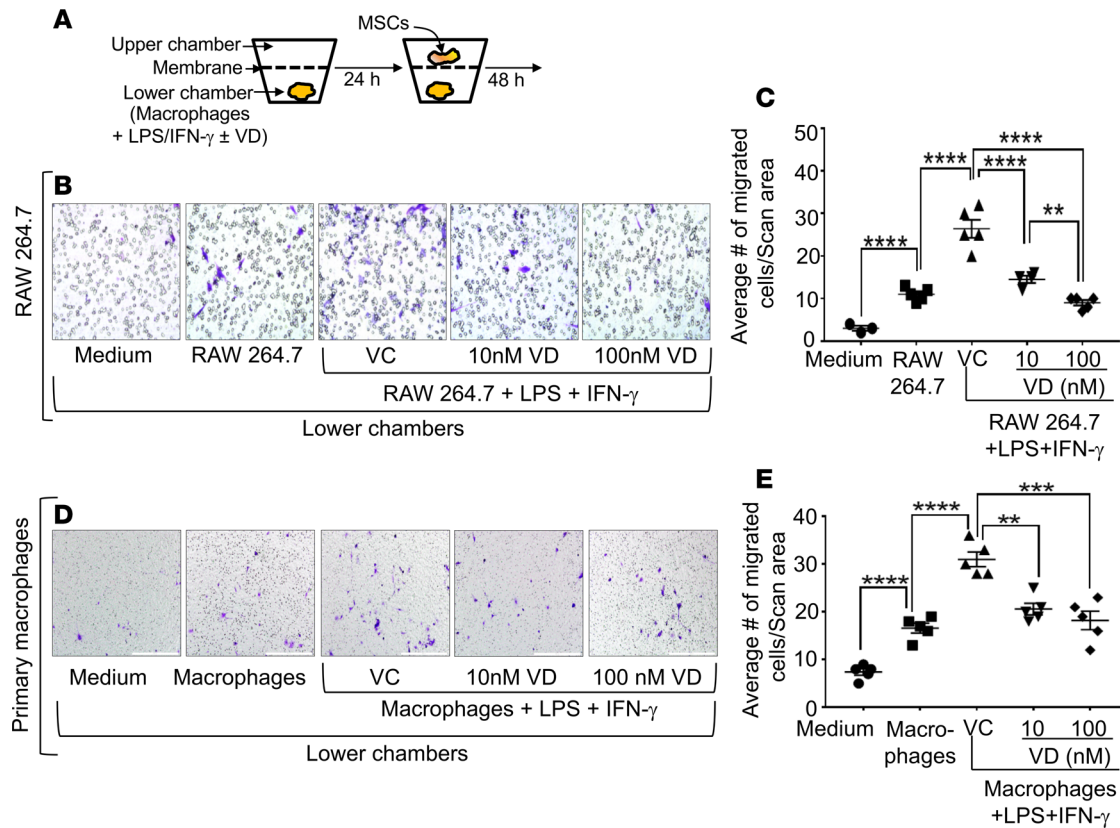 A
MSCs
Upper chamber
Membrane
24 h
48 h
Lower chamber
(Macrophages
+ LPS/IFN-γ ± VD)
B
RAW 264.7
Medium
RAW 264.7
VC
10nM VD
100nM VD
RAW 264.7 + LPS + IFN-γ
Lower chambers
C
Average # of migrated
cells/Scan area
50
40
30
20
10
0
****
****
****
****
**
Medium
RAW
264.7
VC
10
100
VD (nM)
RAW 264.7
+LPS+IFN-γ
D
Primary macrophages
Medium
Macrophages
VC
10nM VD
100 nM VD
Macrophages + LPS + IFN-γ
Lower chambers
E
Average # of migrated
cells/Scan area
40
30
20
10
0
****
****
***
**
Medium
Macro-
phages
VC
10
100
VD (nM)
Macrophages
+LPS+IFN-γ